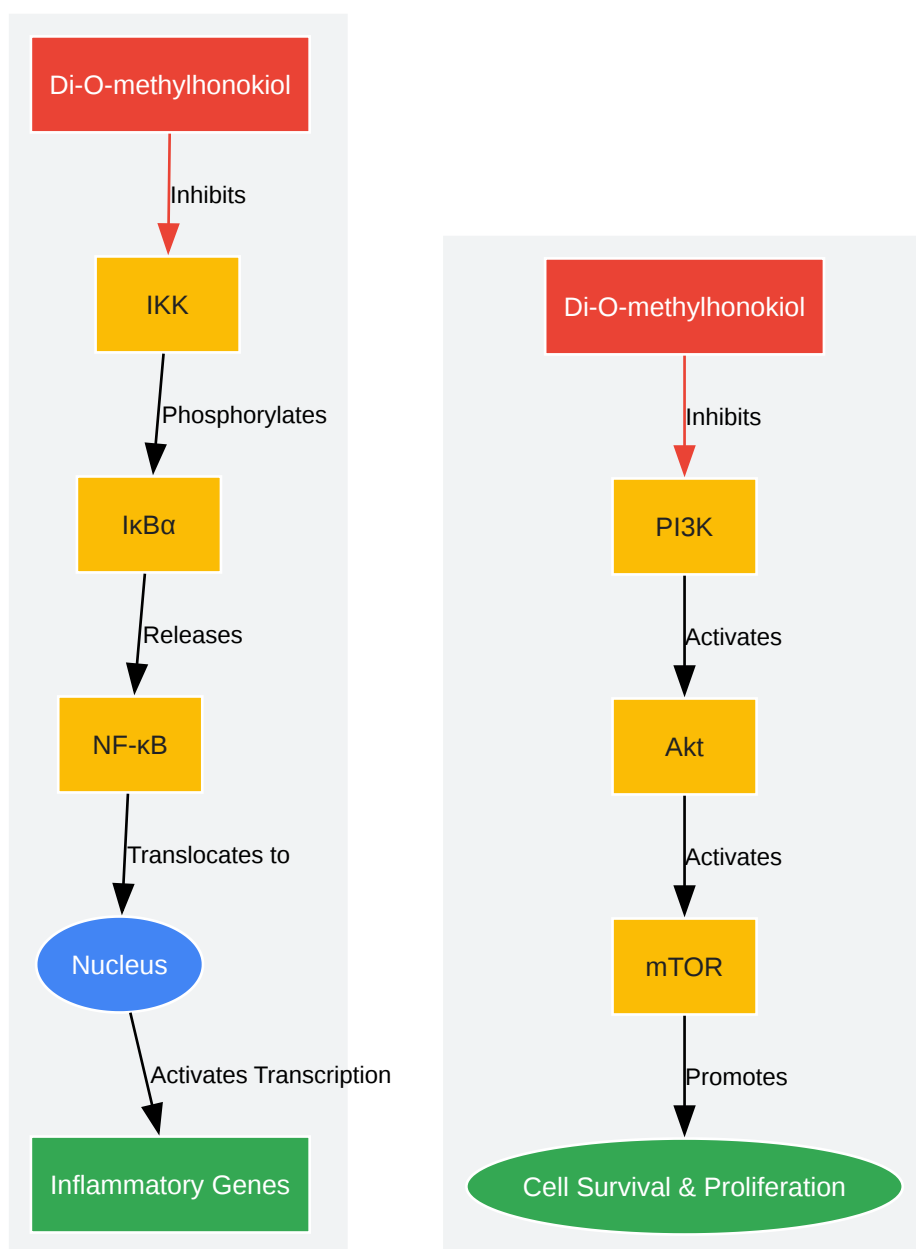 Di-O-methylhonokiol
Inhibits
IKK
Phosphorylates
IκBα
Releases
NF-κB
Translocates to
Nucleus
Activates Transcription
Inflammatory Genes
Di-O-methylhonokiol
Inhibits
PI3K
Activates
Akt
Activates
mTOR
Promotes
Cell Survival & Proliferation